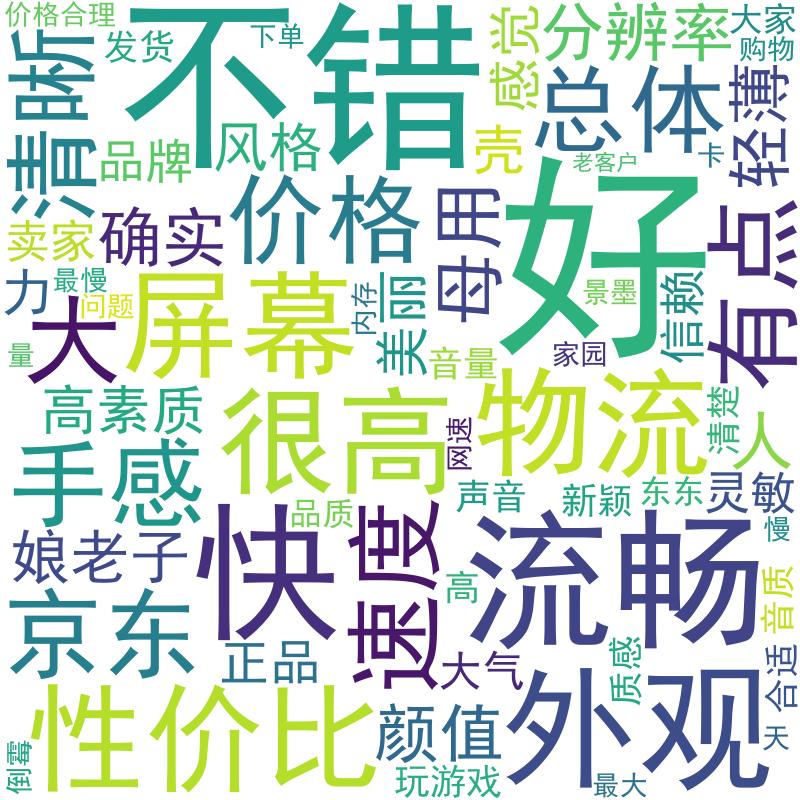 价格合理
不错
分辨率
大家
发货
下单
感觉
购物
清晰
总体
轻薄
品牌
风格
壳
老客户
卡
好
价格
母用
确实
卖家
有点
力
最慢
问题
屏幕
内存
美丽
信赖
景墨
大
量
音量
家园
高素质
很高
物流
清楚
人
网速
手感
声音
新颖
东东
灵敏
品质
慢
娘老子
快
速度
流畅
高
音质
京东
正品
大气
质感
合适
性价比
颜值
外观
天
倒霉
玩游戏
最大